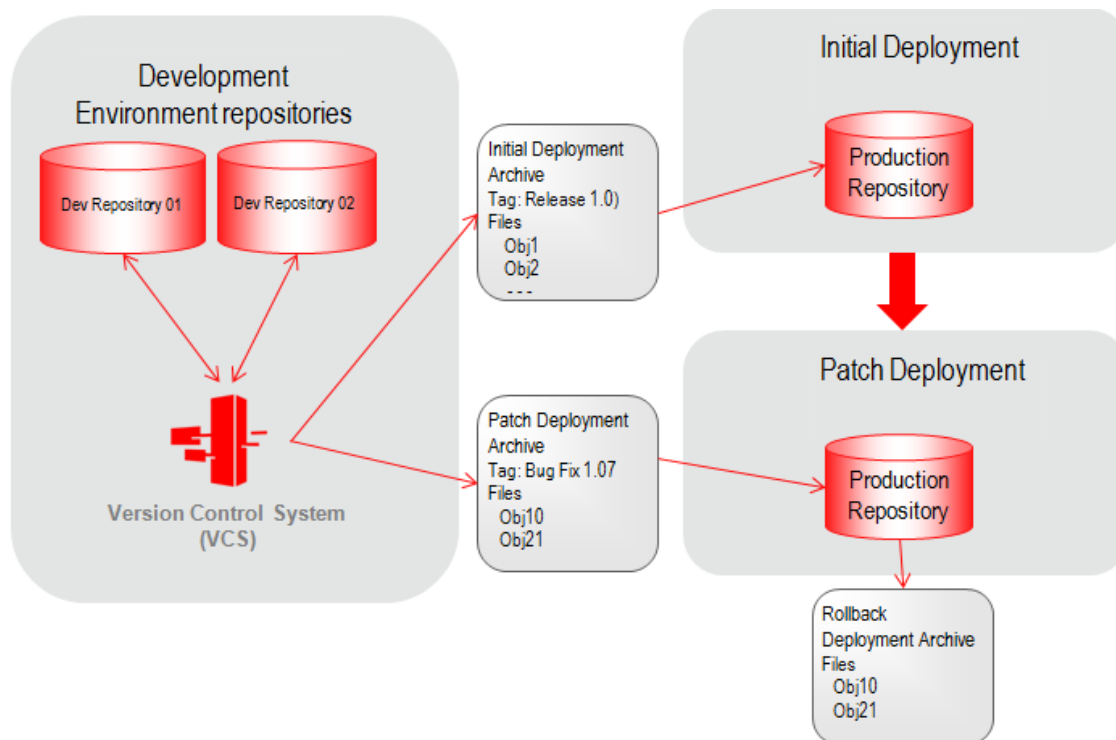 Development
Environment repositories
Dev Repository 01
Dev Repository 02
Version Control System
(VCS)
Initial Deployment
Archive
Tag: Release 1.0)
Files
Obj1
Obj2
---
Patch Deployment
Archive
Tag: Bug Fix 1.07
Files
Obj10
Obj21
Initial Deployment
Production
Repository
Patch Deployment
Production
Repository
Rollback
Deployment Archive
Files
Obj10
Obj21